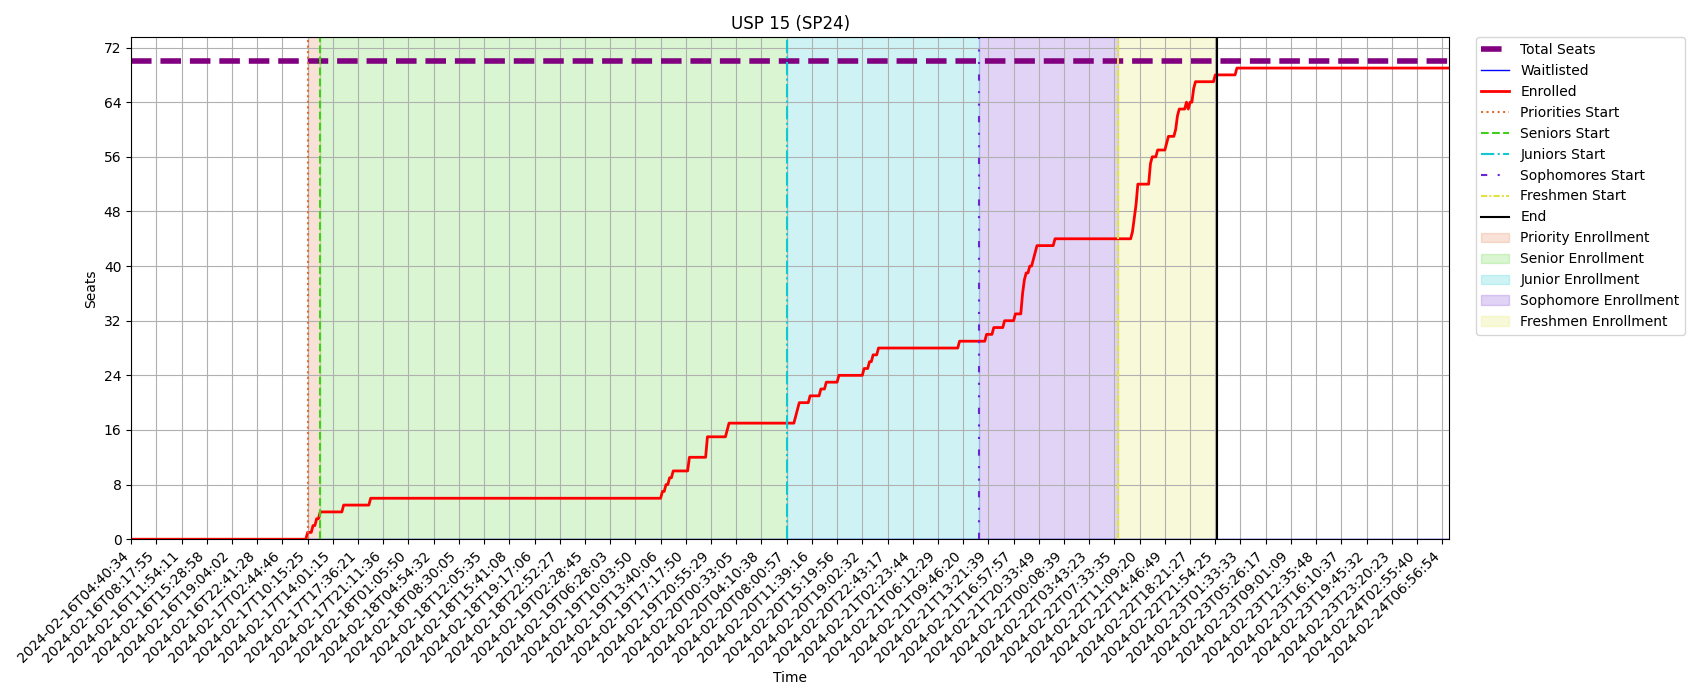 USP 15 (SP24)
Seats
72
64
56
48
40
32
24
16
8
0
Total Seats
Waitlisted
Enrolled
Priorities Start
Seniors Start
Juniors Start
Sophomores Start
Freshmen Start
End
Priority Enrollment
Senior Enrollment
Junior Enrollment
Sophomore Enrollment
Freshmen Enrollment
2024-02-16T04:40:34
2024-02-16T08:17:55
2024-02-16T11:54:11
2024-02-16T15:28:58
2024-02-16T19:04:02
2024-02-16T22:41:28
2024-02-17T02:44:46
2024-02-17T10:15:25
2024-02-17T14:01:15
2024-02-17T17:36:21
2024-02-17T21:11:36
2024-02-18T01:05:50
2024-02-18T04:54:32
2024-02-18T08:30:05
2024-02-18T12:05:35
2024-02-18T15:41:08
2024-02-18T19:17:06
2024-02-18T22:52:27
2024-02-19T02:28:45
2024-02-19T06:28:03
2024-02-19T10:03:50
2024-02-19T13:40:06
2024-02-19T17:17:50
2024-02-19T20:55:29
2024-02-20T00:33:05
2024-02-20T04:10:38
2024-02-20T08:00:57
2024-02-20T11:39:16
2024-02-20T15:19:56
2024-02-20T19:02:32
2024-02-20T22:43:17
2024-02-21T02:23:44
2024-02-21T06:12:29
2024-02-21T09:46:20
2024-02-21T13:21:39
2024-02-21T16:57:57
2024-02-21T20:33:49
2024-02-22T00:08:39
2024-02-22T03:43:23
2024-02-22T07:33:35
2024-02-22T11:09:20
2024-02-22T14:46:49
2024-02-22T18:21:27
2024-02-22T21:54:25
2024-02-23T01:33:33
2024-02-23T05:26:17
2024-02-23T09:01:09
2024-02-23T12:35:48
2024-02-23T16:10:37
2024-02-23T19:45:32
2024-02-23T23:20:23
2024-02-24T02:55:40
2024-02-24T06:56:54
Time